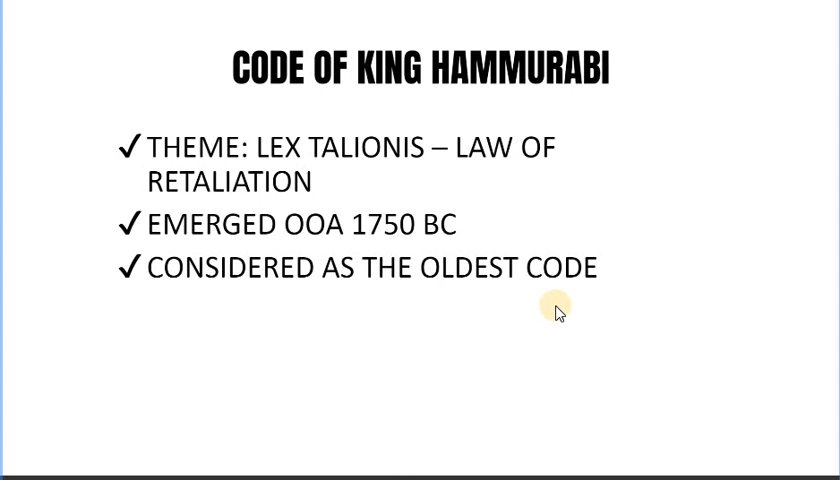 CODE OF KING HAMMURABI
✓ THEME: LEX TALIONIS – LAW OF
RETALIATION
✓ EMERGED OOA 1750 BC
✓ CONSIDERED AS THE OLDEST CODE